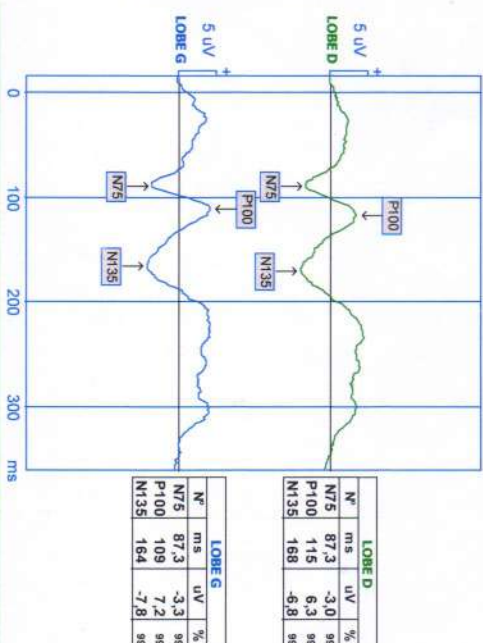 5 uV
+
LOBE D
P100
N75
N135
LOBE D
N° ms uV %
N75 87,3 -3,0
P100 115 6,3
N135 168 -6,8
5 uV
+
LOBE G
P100
N75
N135
LOBE G
N° ms uV %
N75 87,3 -3,3
P100 109 7,2
N135 164 -7,8
0 100 200 300 ms